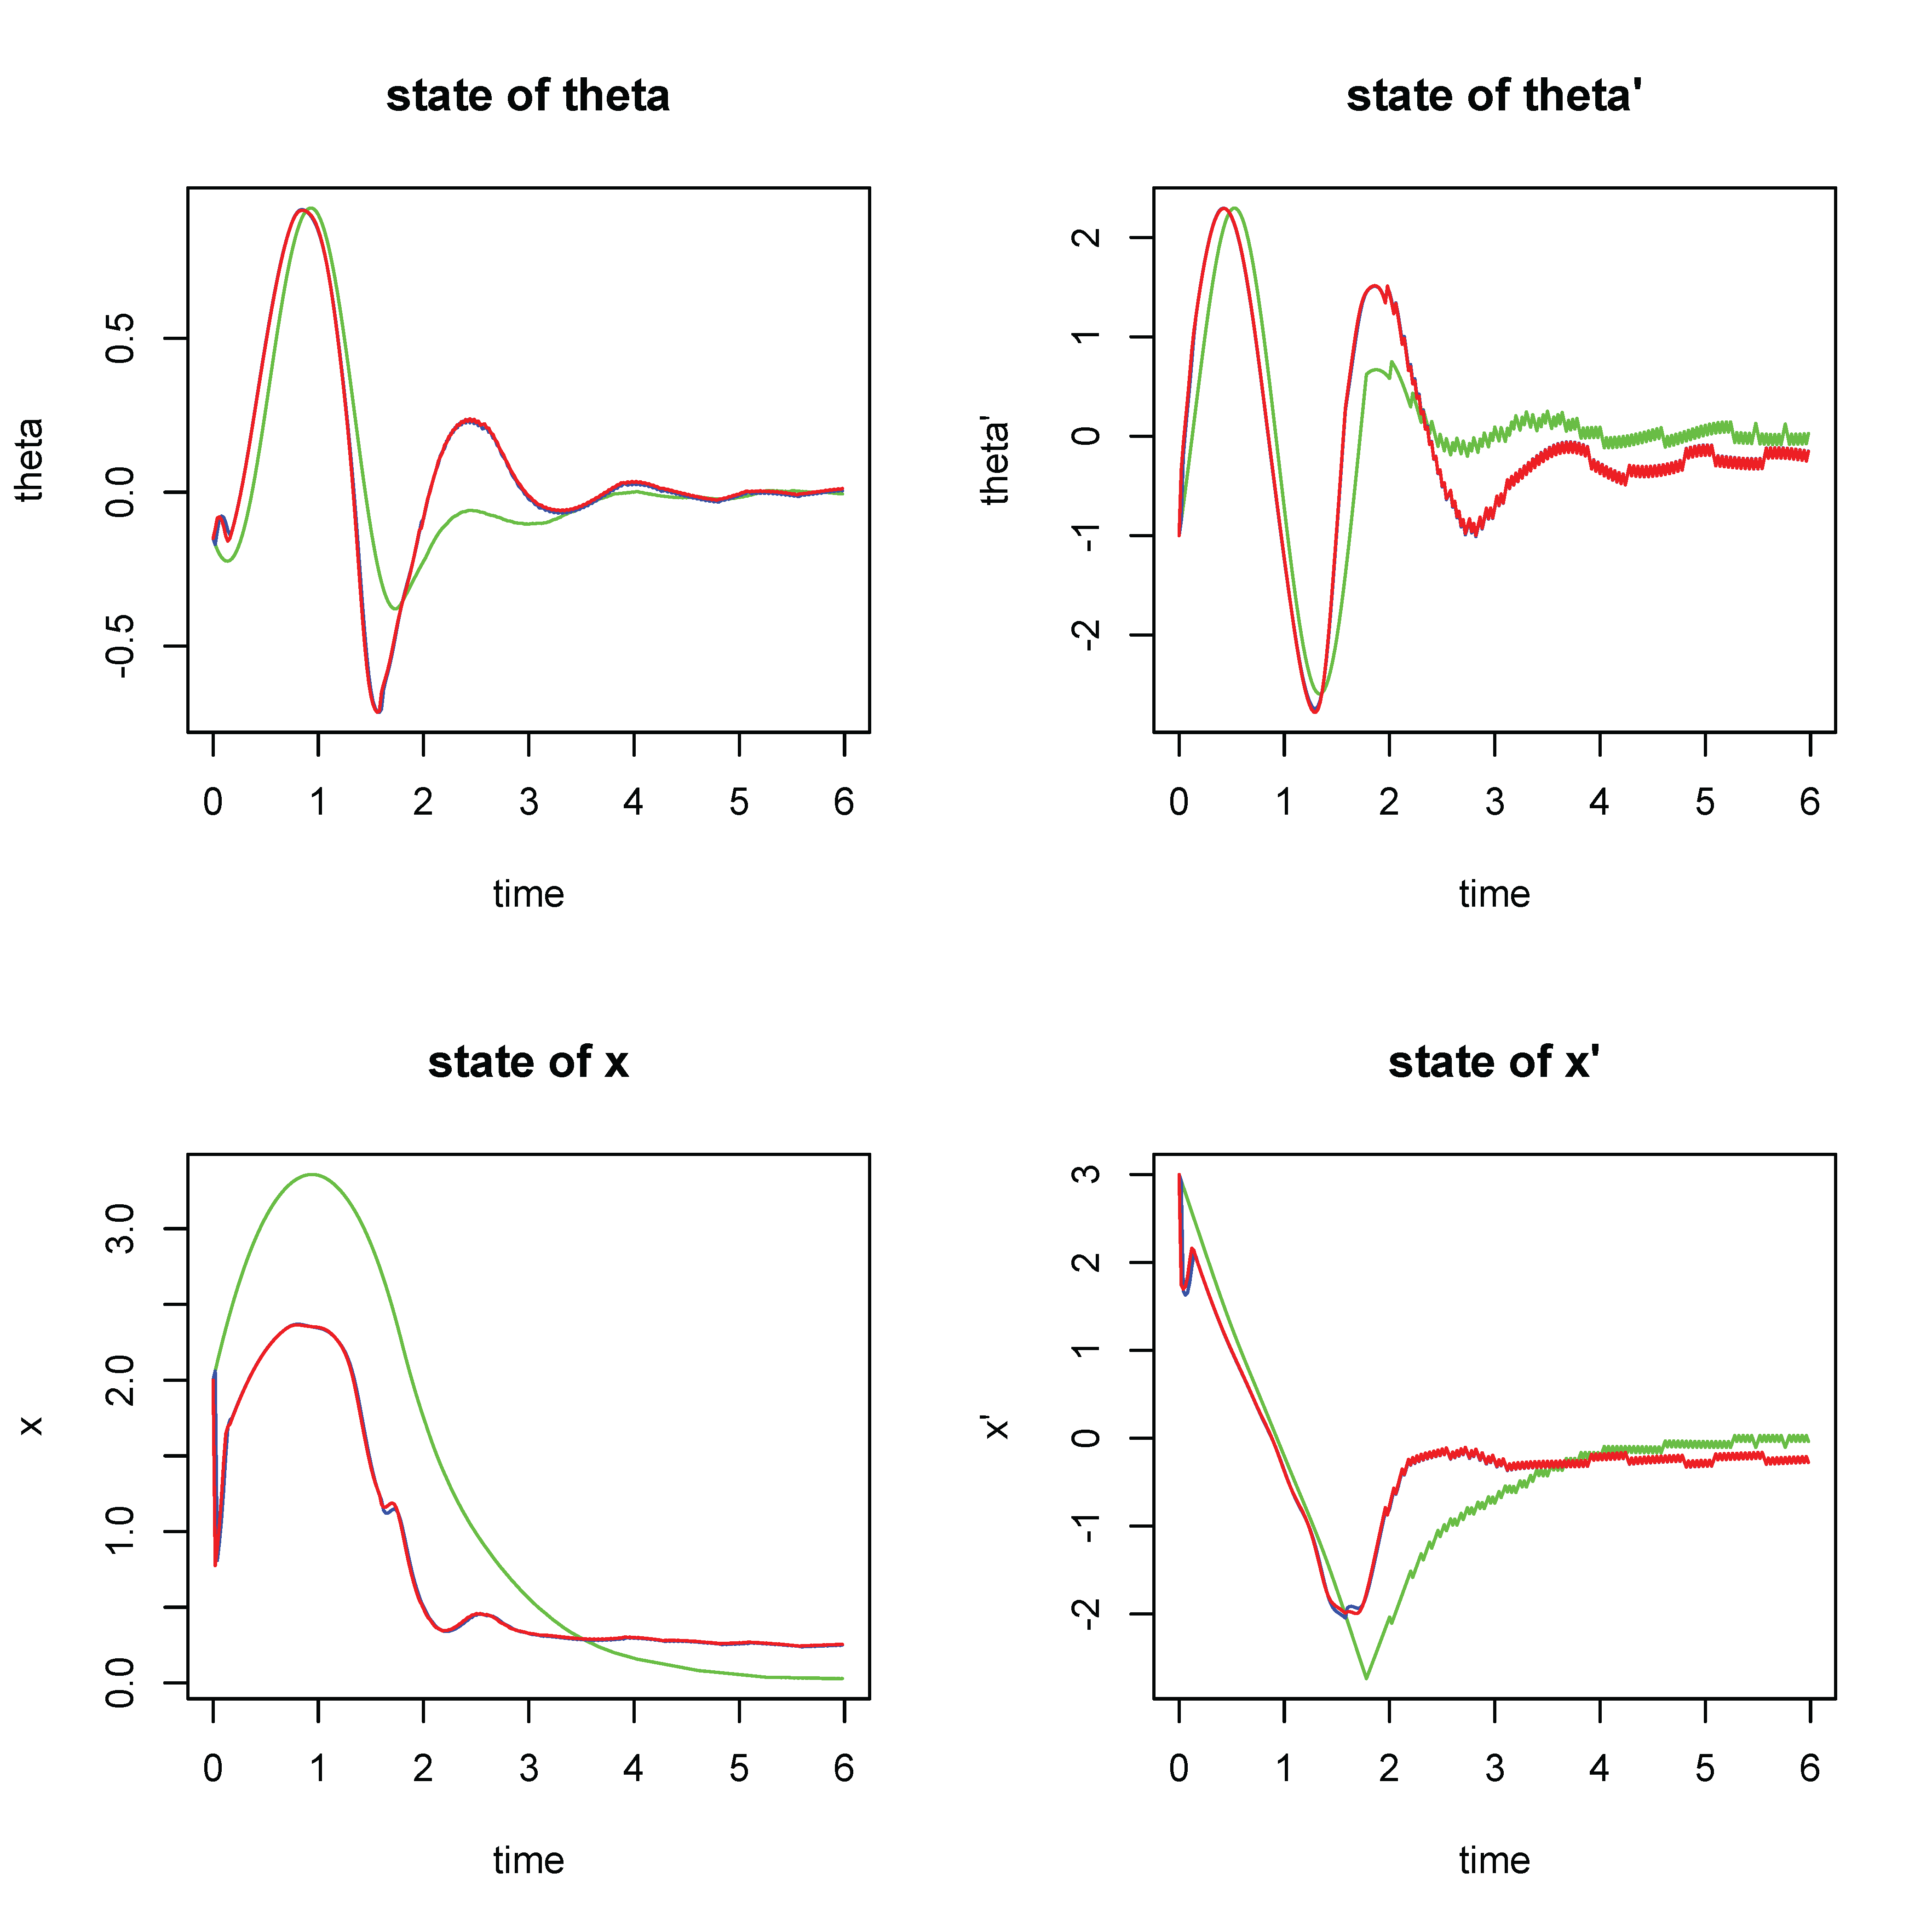 state of theta
theta
0.5
0.0
-0.5
0 1 2 3 4 5 6
time
state of theta'
theta'
2
1
0
-1
-2
0 1 2 3 4 5 6
time
state of x
x
3.0
2.0
1.0
0.0
0 1 2 3 4 5 6
time
state of x'
x'
3
2
1
0
-1
-2
0 1 2 3 4 5 6
time